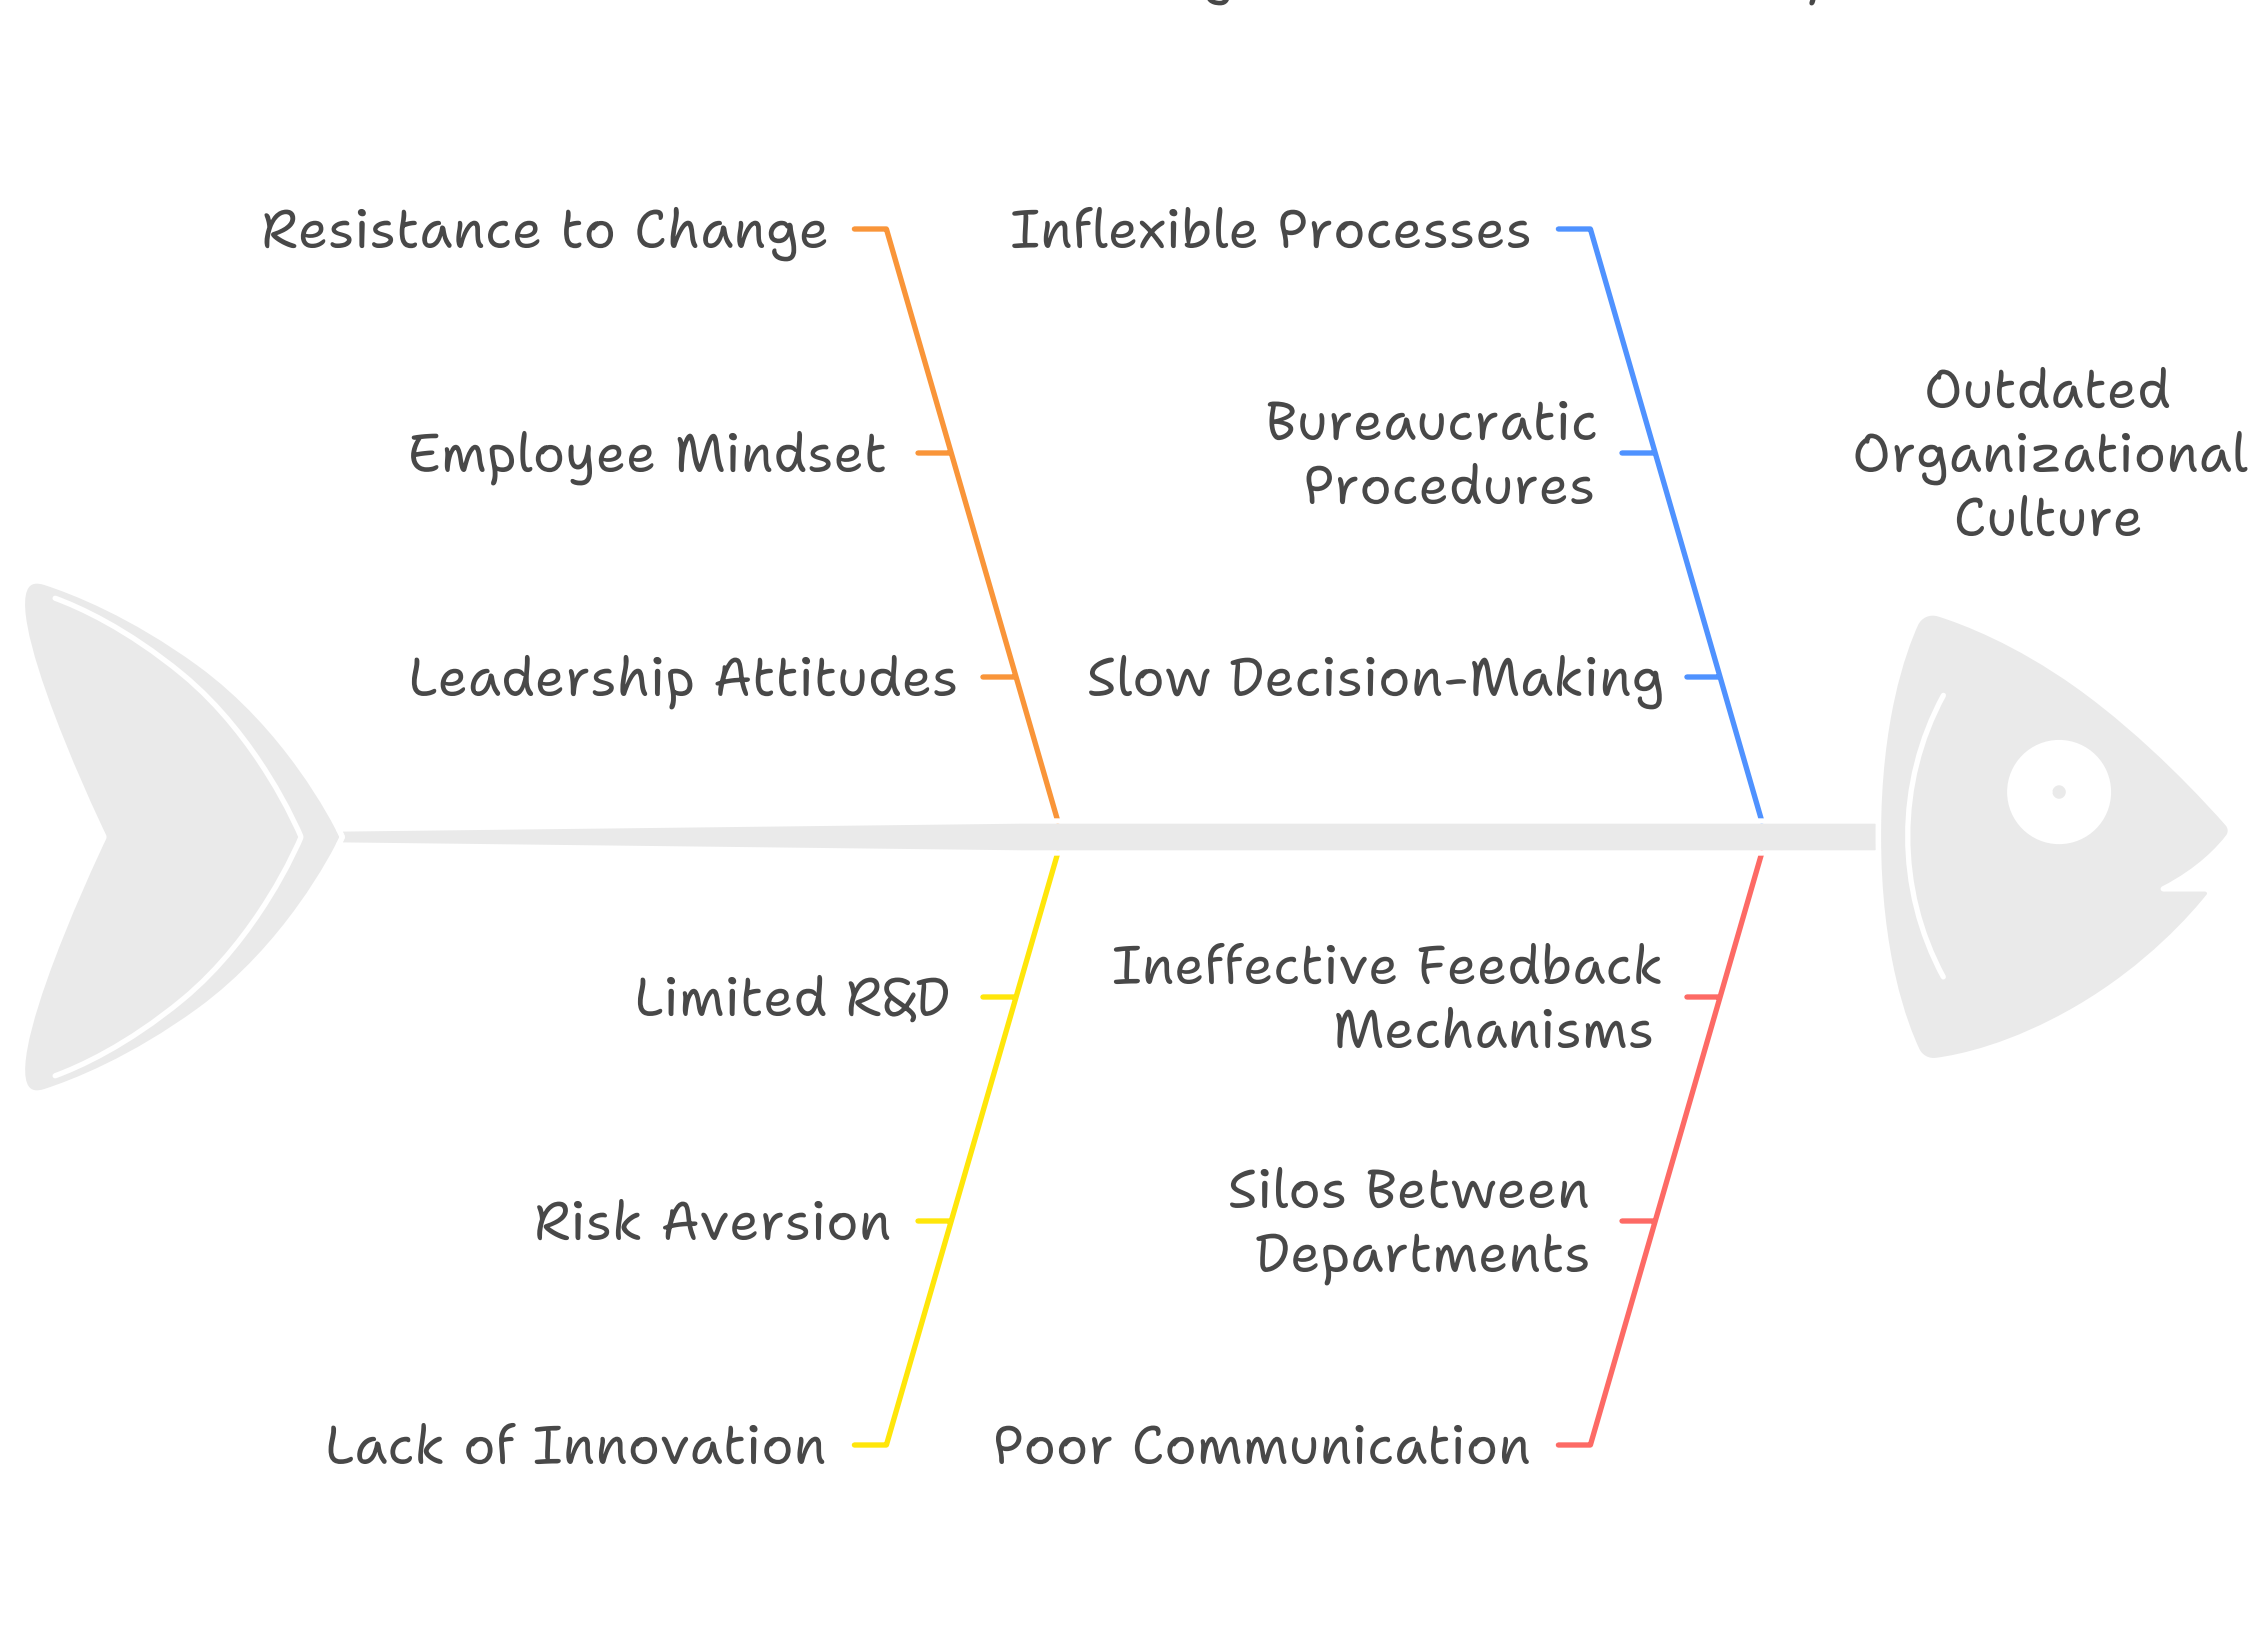 Resistance to Change
Employee Mindset
Leadership Attitudes
Inflexible Processes
Bureaucratic
Procedures
Slow Decision-Making
Outdated
Organizational
Culture
Limited R&D
Risk Aversion
Lack of Innovation
Ineffective Feedback
Mechanisms
Silos Between
Departments
Poor Communication